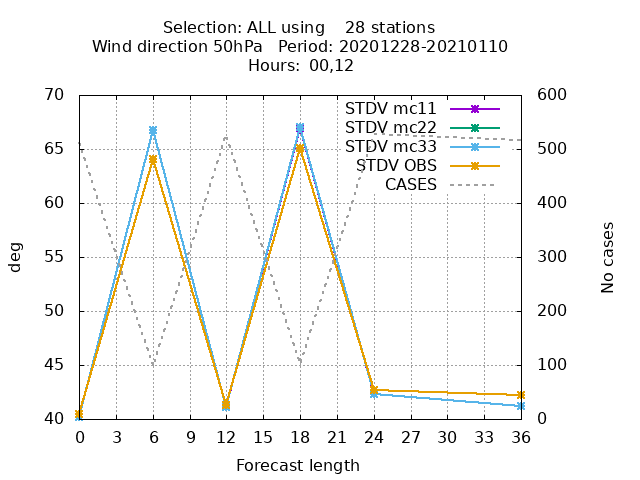 Selection: ALL using    28 stations
Wind direction 50hPa   Period: 20201228-20210110
Hours: 00,12
70
65
60
55
50
45
40
600
500
400
300
200
100
0
deg
No cases
STDV mc11
STDV mc22
STDV mc33
STDV OBS
CASES
0 3 6 9 12 15 18 21 24 27 30 33 36
Forecast length